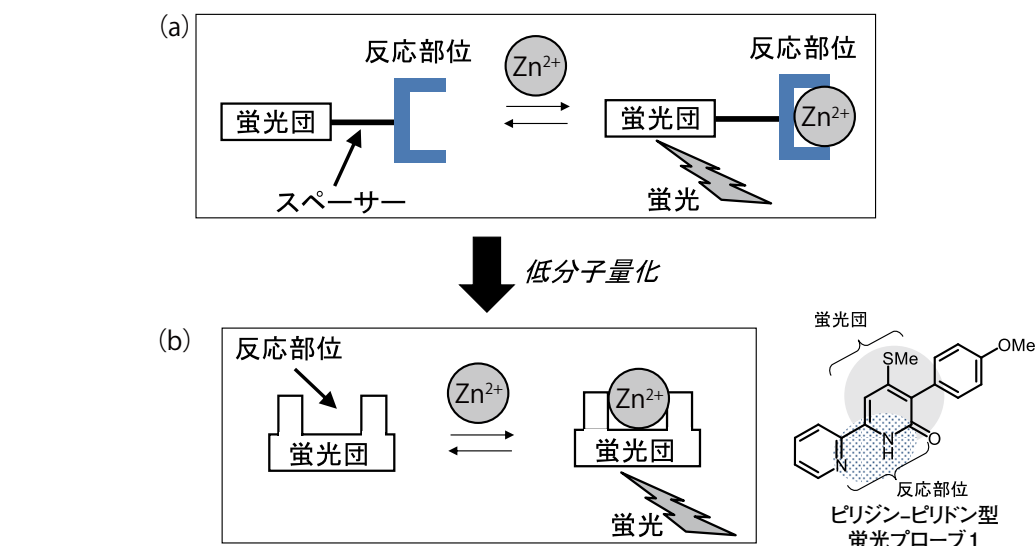 (a)
反応部位
Zn²⁺
反応部位
蛍光団
蛍光団
Zn²⁺
スペーサー
蛍光
低分子量化
(b)
反応部位
Zn²⁺
Zn²⁺
蛍光団
蛍光団
蛍光
蛍光団
SMe
OMe
N
H
O
N
反応部位
ピリジン–ピリドン型
蛍光プローブ1